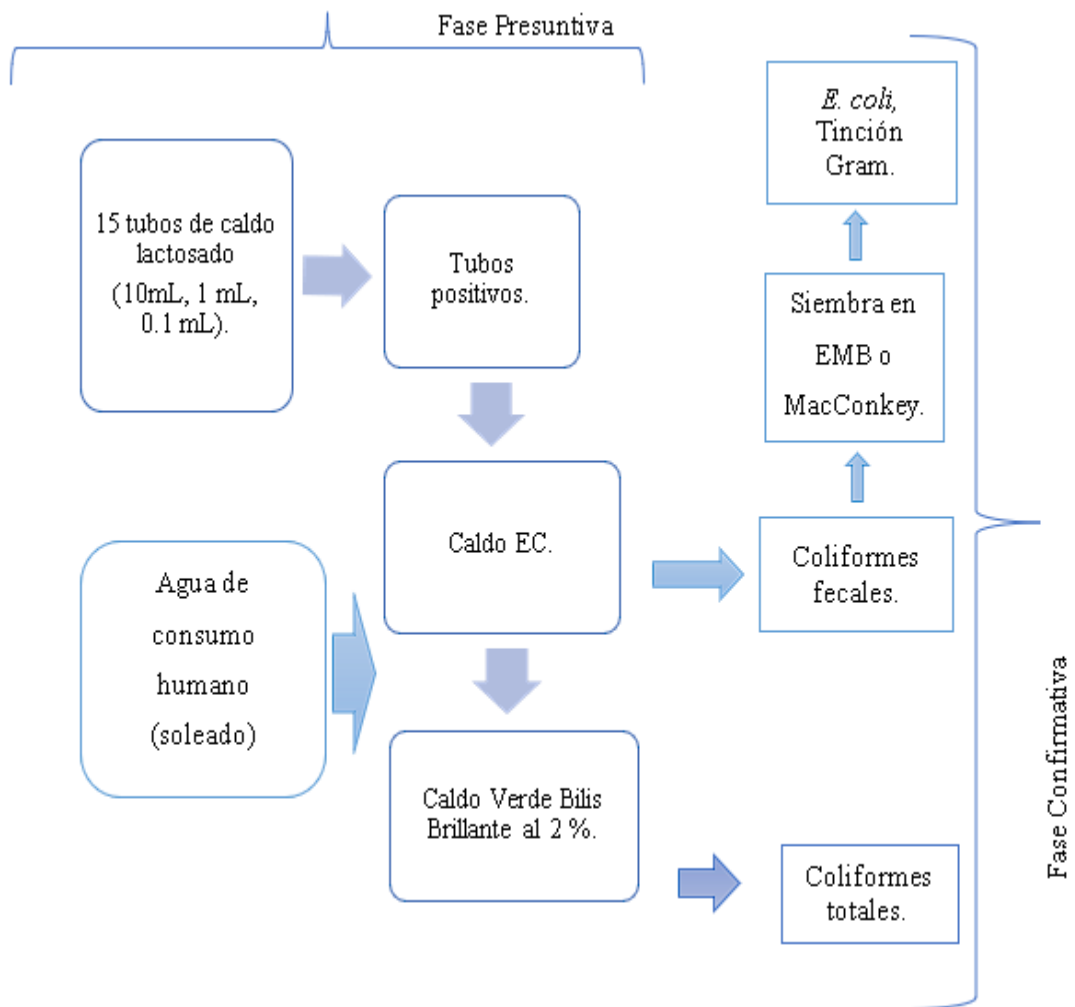 Fase Presuntiva
15 tubos de caldo
lactosado
(10mL, 1 mL,
0.1 mL).
Tubos
positivos.
Caldo EC.
Agua de
consumo
humano
(soleado)
Caldo Verde Bilis
Brillante al 2 %.
E. coli,
Tinción
Gram.
Siembra en
EMB o
MacConkey.
Coliformes
fecales.
Coliformes
totales.
Fase Confirmativa